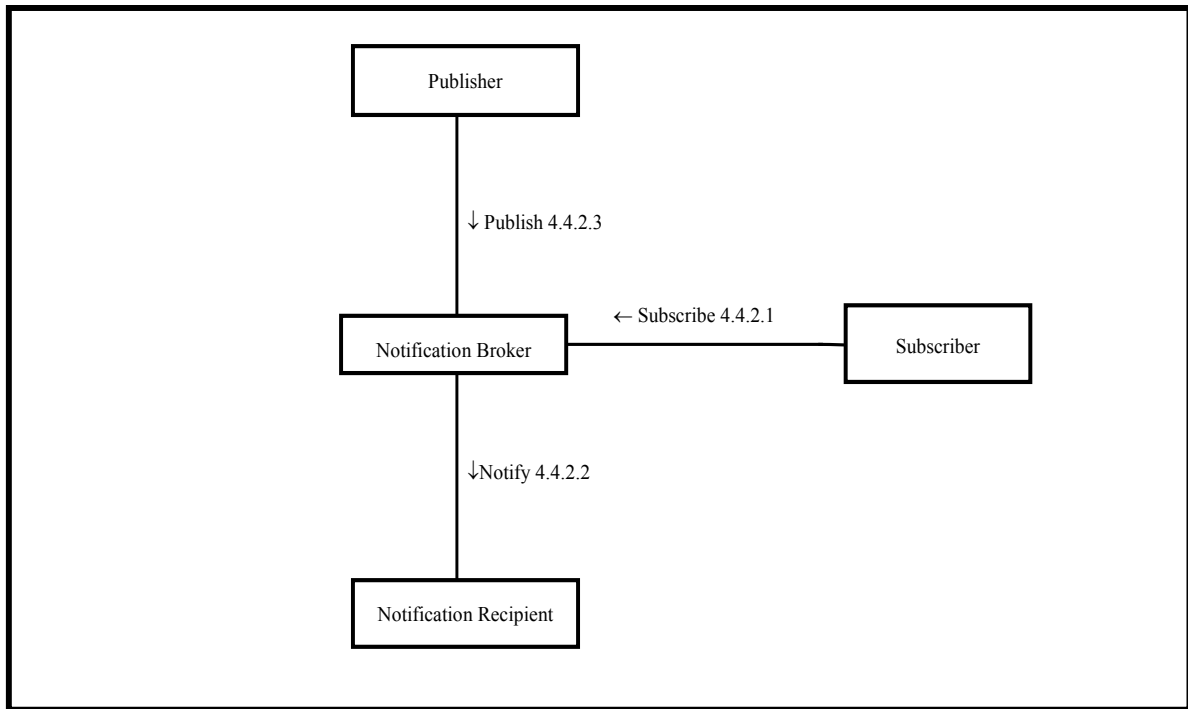 Publisher
↓ Publish 4.4.2.3
← Subscribe 4.4.2.1
Notification Broker
Subscriber
↓Notify 4.4.2.2
Notification Recipient